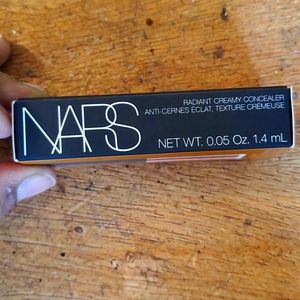 NARS
RADIANT CREAMY CONCEALER
ANTI-CERNES ÉCLAT, TEXTURE CRÉMEUSE
NET WT. 0.05 Oz. 1.4 mL